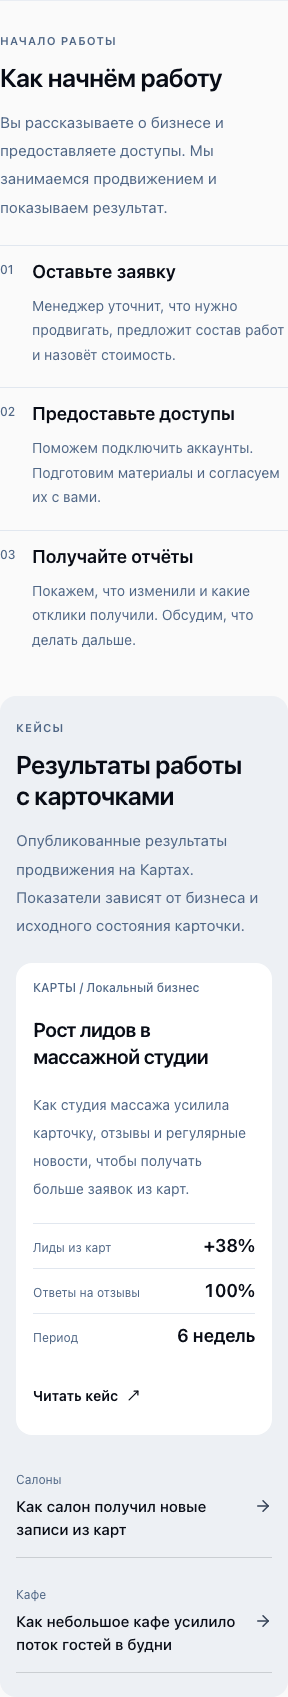 НАЧАЛО РАБОТЫ
Как начнём работу
Вы рассказываете о бизнесе и
предоставляете доступы. Мы
занимаемся продвижением и
показываем результат.
01
Оставьте заявку
Менеджер уточнит, что нужно
продвигать, предложит состав работ
и назовёт стоимость.
02
Предоставьте доступы
Поможем подключить аккаунты.
Подготовим материалы и согласуем
их с вами.
03
Получайте отчёты
Покажем, что изменили и какие
отклики получили. Обсудим, что
делать дальше.
КЕЙСЫ
Результаты работы
с карточками
Опубликованные результаты
продвижения на Картах.
Показатели зависят от бизнеса и
исходного состояния карточки.
КАРТЫ / Локальный бизнес
Рост лидов в
массажной студии
Как студия массажа усилила
карточку, отзывы и регулярные
новости, чтобы получать
больше заявок из карт.
Лиды из карт +38%
Ответы на отзывы 100%
Период 6 недель
Читать кейс ↗
Салоны
Как салон получил новые →
записи из карт
Кафе
Как небольшое кафе усилило →
поток гостей в будни